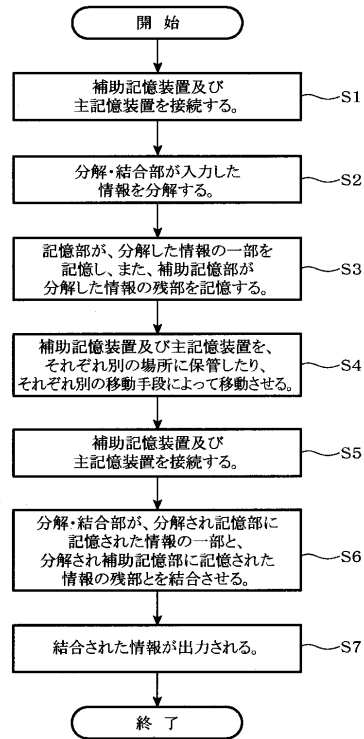 開 始
補助記憶装置及び
主記憶装置を接続する。
S1
分解・結合部が入力した
情報を分解する。
S2
記憶部が、分解した情報の一部を
記憶し、また、補助記憶部が
分解した情報の残部を記憶する。
S3
補助記憶装置及び主記憶装置を、
それぞれ別の場所に保管したり、
それぞれ別の移動手段によって移動させる。
S4
補助記憶装置及び
主記憶装置を接続する。
S5
分解・結合部が、分解され記憶部に
記憶された情報の一部と、
分解され補助記憶部に記憶された
情報の残部とを結合させる。
S6
結合された情報が出力される。
S7
終 了